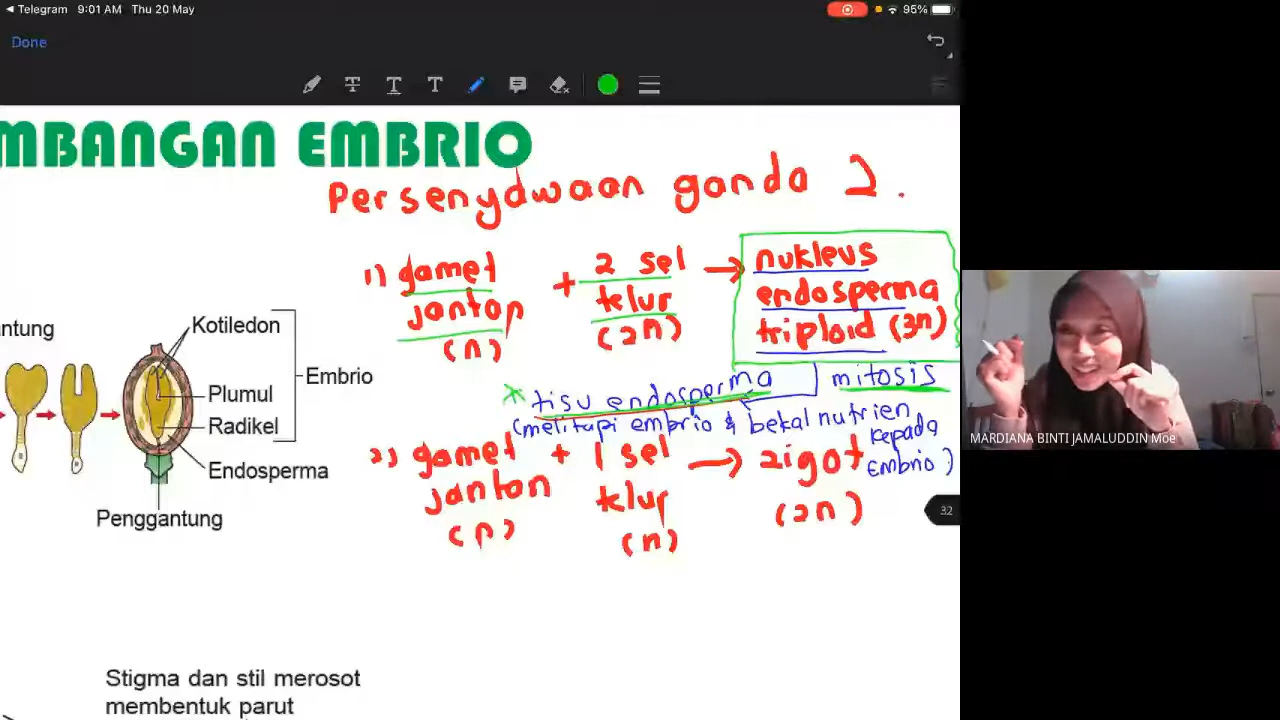 Telegram 9:01 AM Thu 20 May 95%
Done
MBANGAN EMBRIO
Persenyawaan ganda 2.
1) gamet jantan (n) + 2 sel telur (2n) → nukleus endosperma triploid (3n)
mitosis
* tisu endosperma
(melitupi embrio & bekal nutrien kepada embrio)
2) gamet jantan (n) + 1 sel telur (n) → zigot (2n)
antung
Kotiledon
Plumul
Radikel
Embrio
Endosperma
Penggantung
32
Stigma dan stil merosot
membentuk parut
MARDIANA BINTI JAMALUDDIN Moe